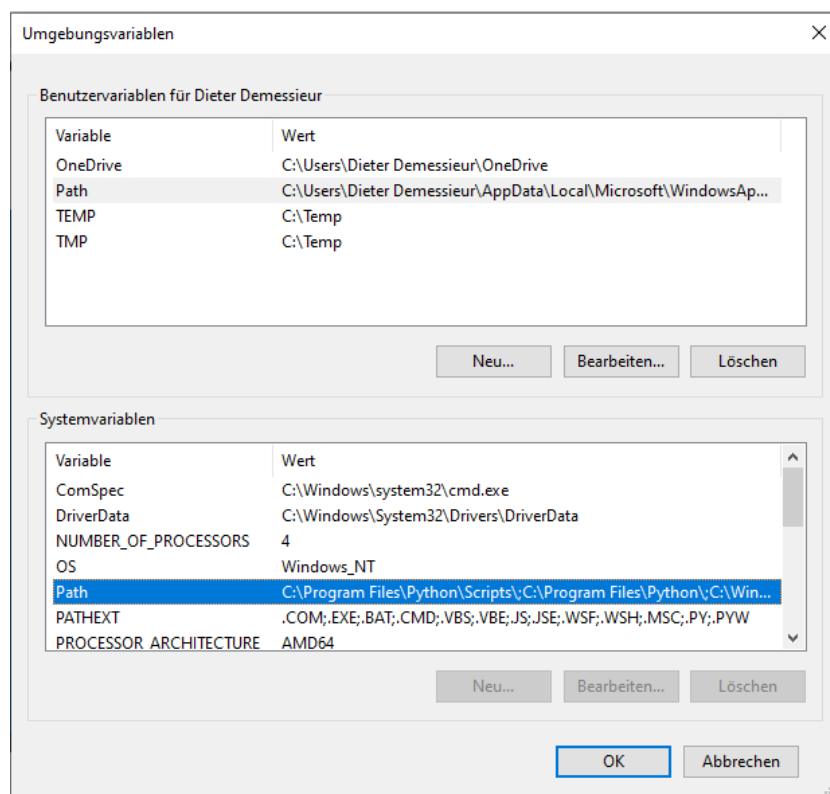 Umgebungsvariablen
Benutzervariablen für Dieter Demessieur
Variable Wert
OneDrive C:\Users\Dieter Demessieur\OneDrive
Path C:\Users\Dieter Demessieur\AppData\Local\Microsoft\WindowsAp...
TEMP C:\Temp
TMP C:\Temp
Neu... Bearbeiten... Löschen
Systemvariablen
Variable Wert
ComSpec C:\Windows\system32\cmd.exe
DriverData C:\Windows\System32\Drivers\DriverData
NUMBER_OF_PROCESSORS 4
OS Windows_NT
Path C:\Program Files\Python\Scripts\;C:\Program Files\Python\;C:\Win...
PATHEXT .COM;.EXE;.BAT;.CMD;.VBS;.VBE;.JS;.JSE;.WSF;.WSH;.MSC;.PY;.PYW
PROCESSOR_ARCHITECTURE AMD64
Neu... Bearbeiten... Löschen
OK Abbrechen